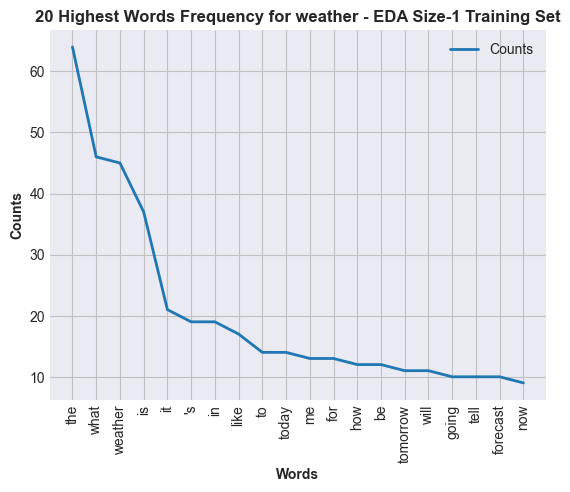 20 Highest Words Frequency for weather - EDA Size-1 Training Set
Counts
60
50
40
30
20
10
Counts
the
what
weather
is
it
's
in
like
to
today
me
for
how
be
tomorrow
will
going
tell
forecast
now
Words